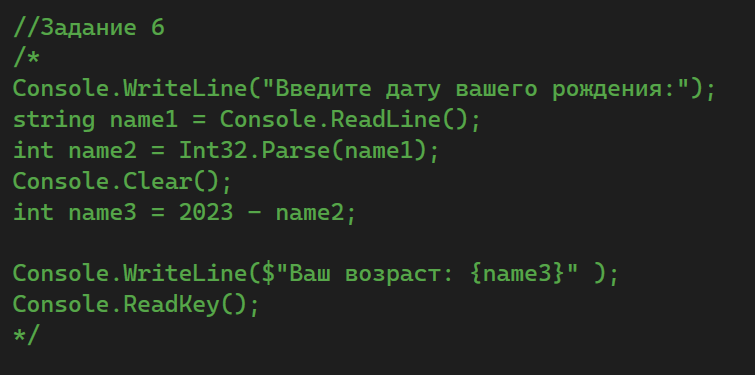 //Задание 6
/*
Console.WriteLine("Введите дату вашего рождения:");
string name1 = Console.ReadLine();
int name2 = Int32.Parse(name1);
Console.Clear();
int name3 = 2023 - name2;
Console.WriteLine($"Ваш возраст: {name3}" );
Console.ReadKey();
*/